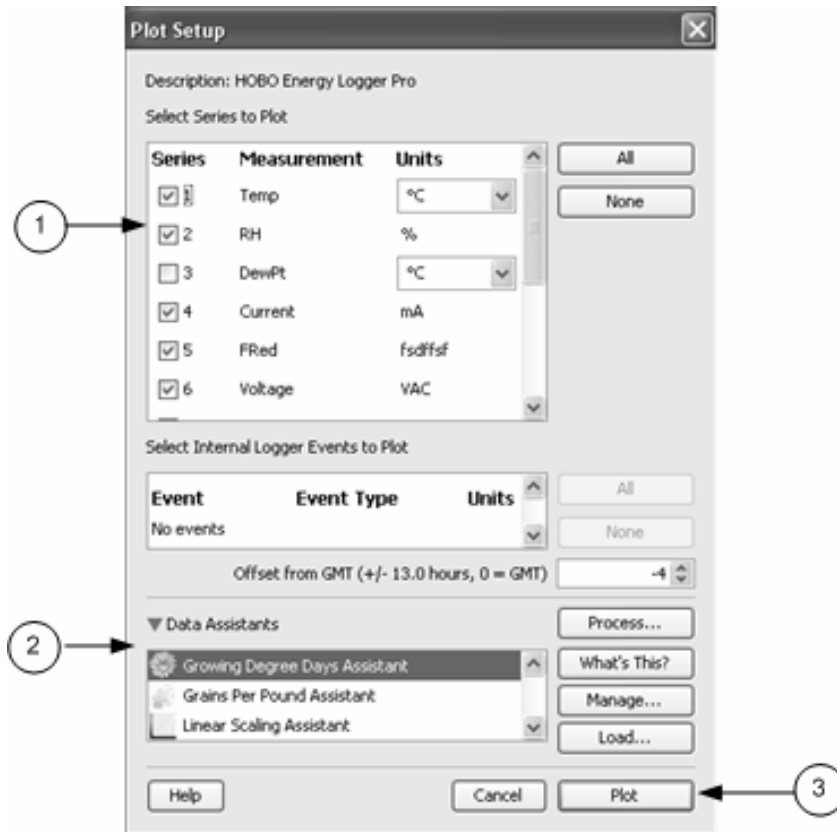 Plot Setup
Description: HOBO Energy Logger Pro
Select Series to Plot
Series Measurement Units
1 Temp °C
2 RH %
3 DewPt °C
4 Current mA
5 FRed fsdffsf
6 Voltage VAC
All
None
1
Select Internal Logger Events to Plot
Event Event Type Units
No events
All
None
Offset from GMT (+/- 13.0 hours, 0 = GMT) -4
2
Data Assistants
Growing Degree Days Assistant
Grains Per Pound Assistant
Linear Scaling Assistant
Process...
What's This?
Manage...
Load...
Help
Cancel
Plot
3